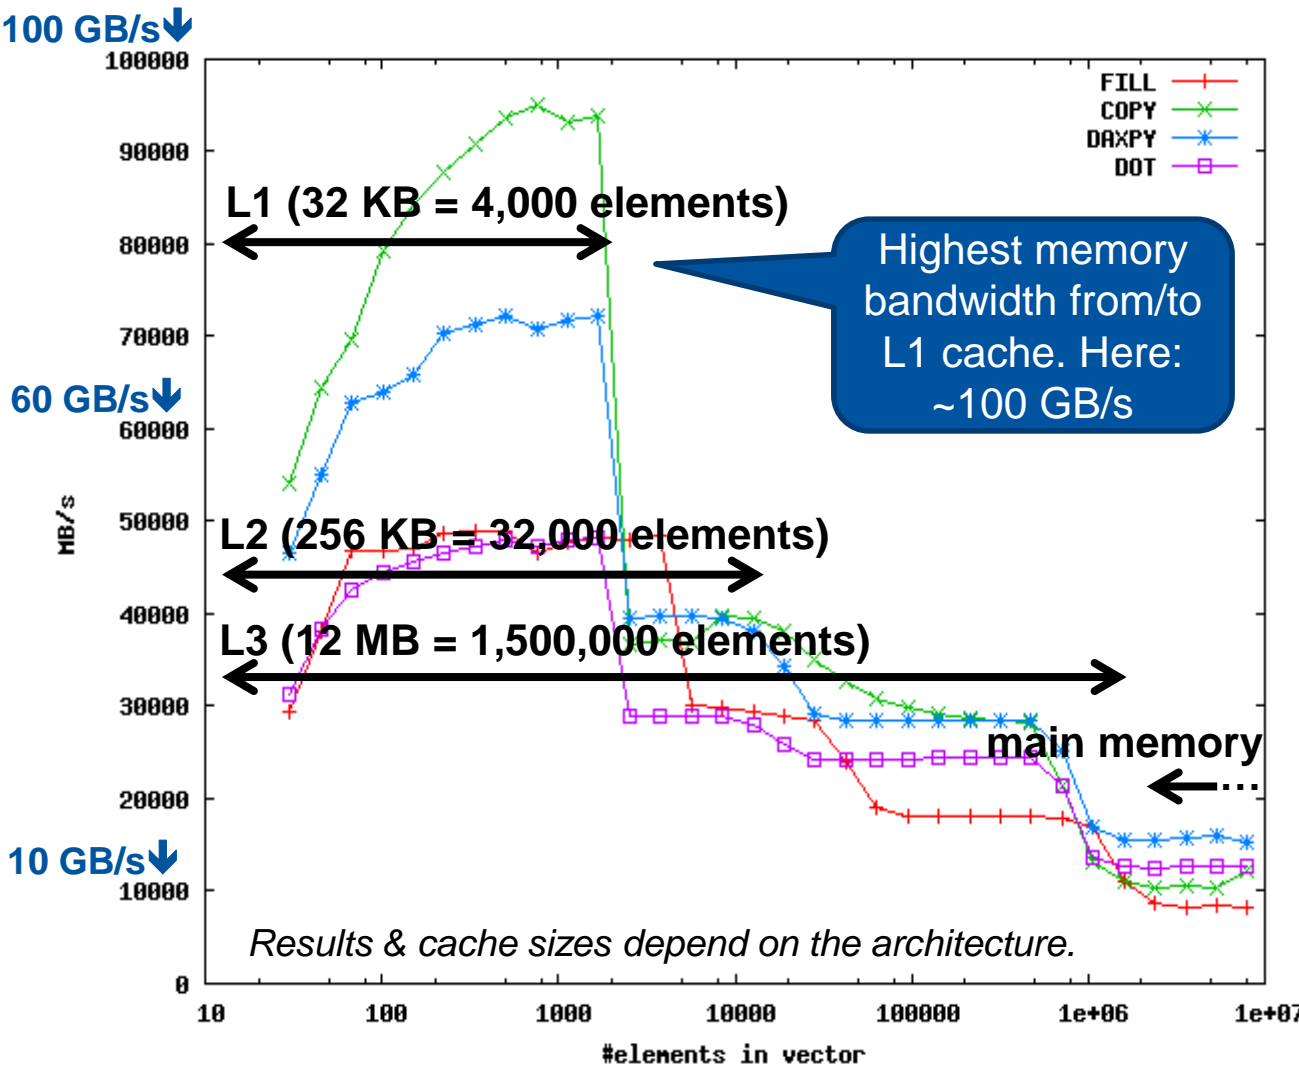 100 GB/s
100000
FILL
COPY
DAXPY
DOT
90000
L1 (32 KB = 4,000 elements)
80000
Highest memory
bandwidth from/to
L1 cache. Here:
~100 GB/s
70000
60 GB/s
60000
MB/s
50000
L2 (256 KB = 32,000 elements)
40000
L3 (12 MB = 1,500,000 elements)
30000
main memory
20000
10 GB/s
10000
Results & cache sizes depend on the architecture.
0
10 100 1000 10000 100000 1e+06 1e+07
#elements in vector